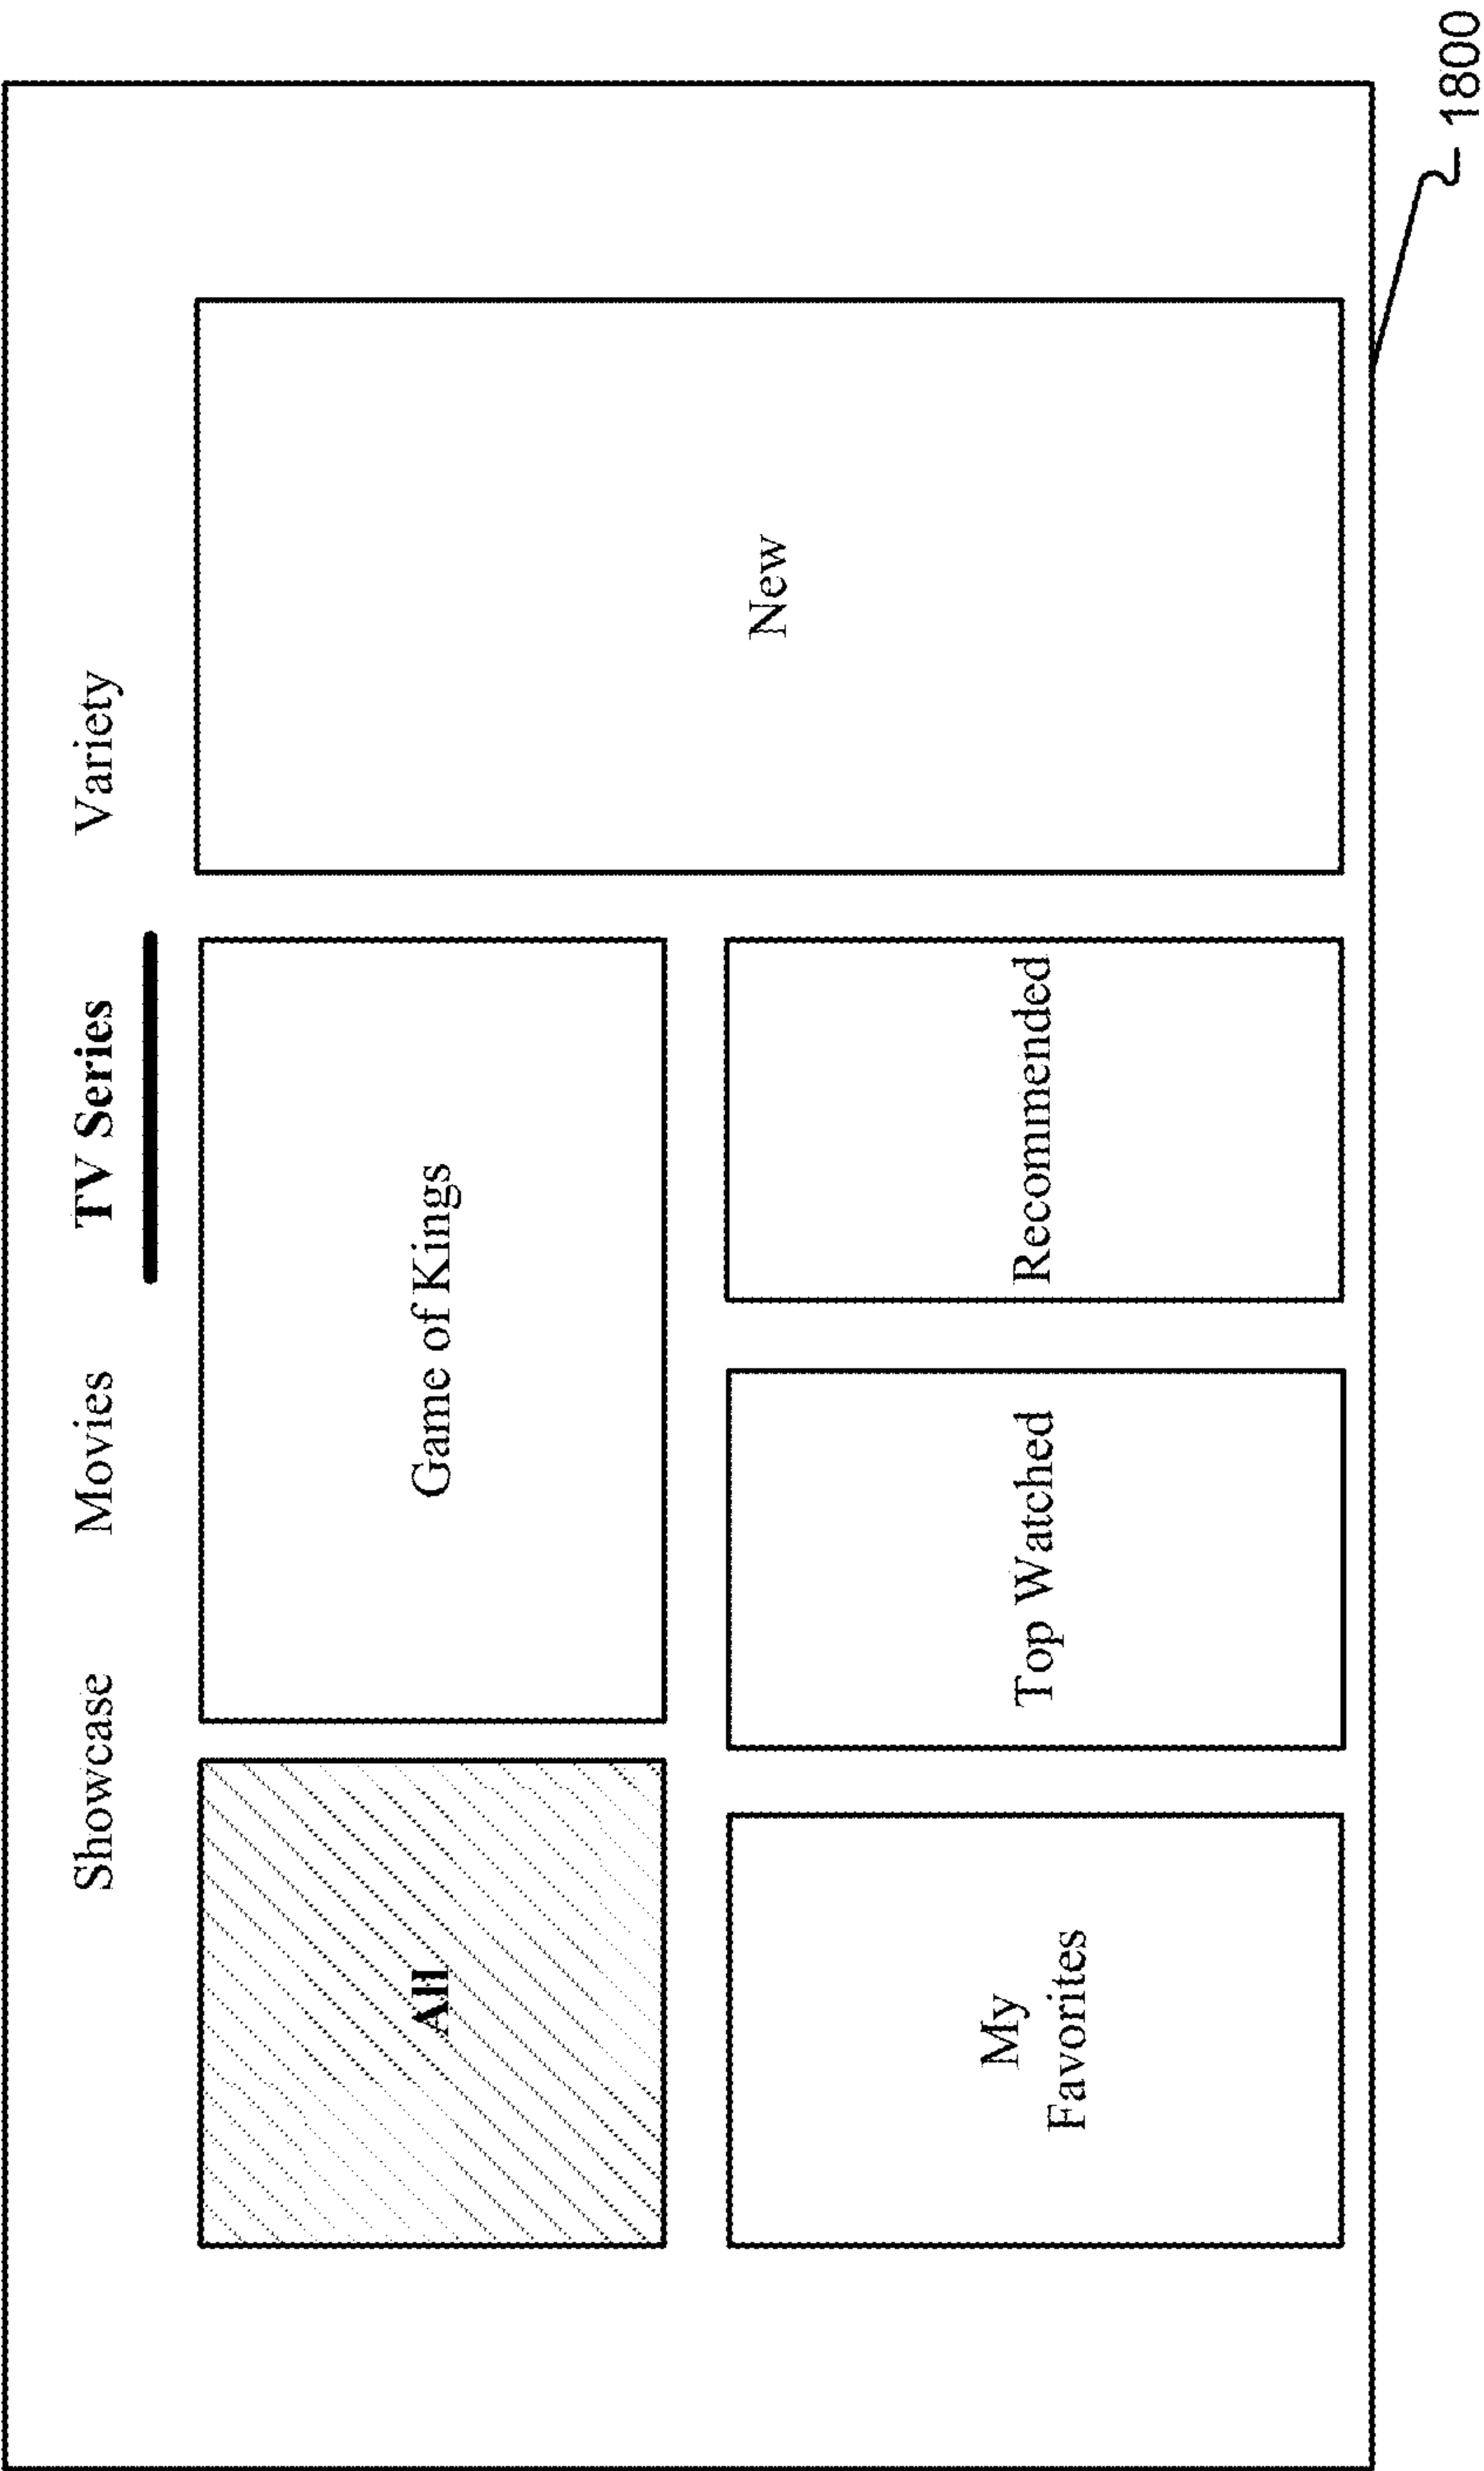 Showcase
Movies
TV Series
Variety
All
Game of Kings
New
My
Favorites
Top Watched
Recommended
1800